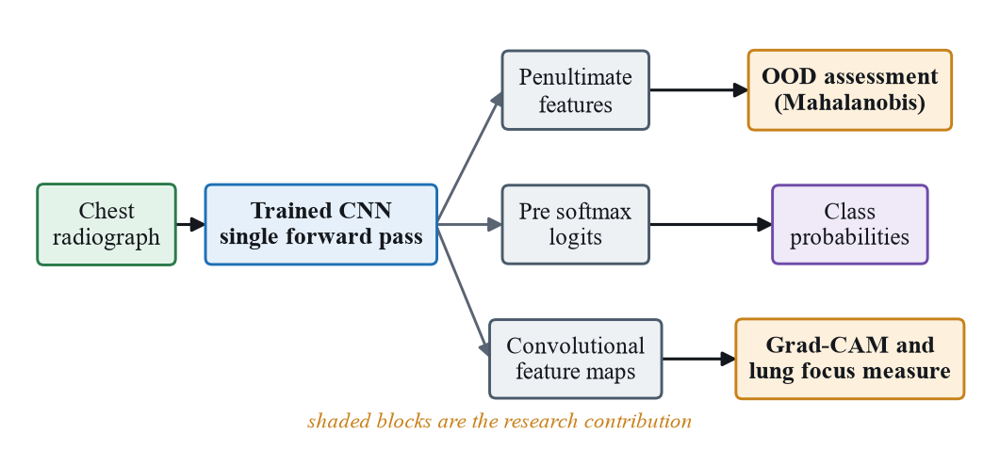 Chest
radiograph
Trained CNN
single forward pass
Penultimate
features
OOD assessment
(Mahalanobis)
Pre softmax
logits
Class
probabilities
Convolutional
feature maps
Grad-CAM and
lung focus measure
shaded blocks are the research contribution